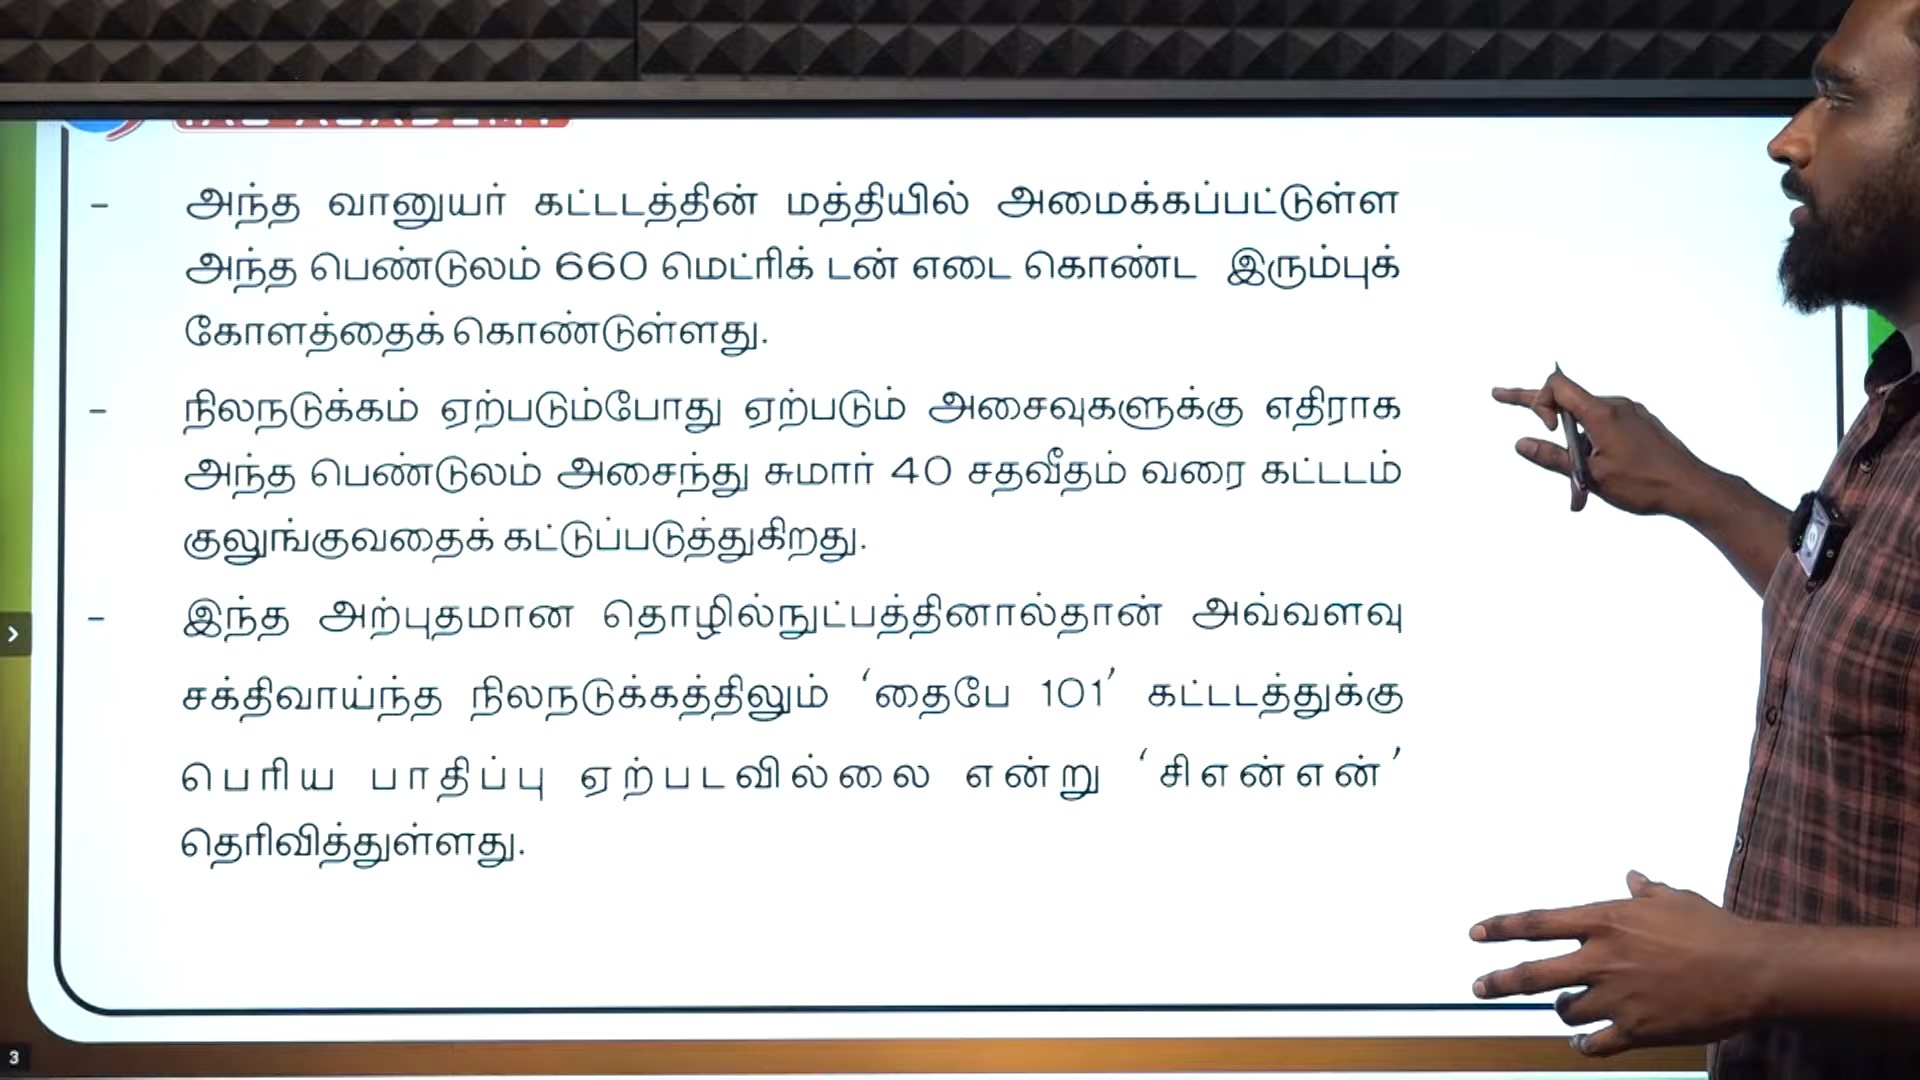 - அந்த வானுயர் கட்டடத்தின் மத்தியில் அமைக்கப்பட்டுள்ள
அந்த பெண்டுலம் 660 மெட்ரிக் டன் எடை கொண்ட இரும்புக்
கோளத்தைக் கொண்டுள்ளது.
- நிலநடுக்கம் ஏற்படும்போது ஏற்படும் அசைவுகளுக்கு எதிராக
அந்த பெண்டுலம் அசைந்து சுமார் 40 சதவீதம் வரை கட்டடம்
குலுங்குவதைக் கட்டுப்படுத்துகிறது.
- இந்த அற்புதமான தொழில்நுட்பத்தினால்தான் அவ்வளவு
சக்திவாய்ந்த நிலநடுக்கத்திலும் ‘தைபே 101’ கட்டடத்துக்கு
பெரிய பாதிப்பு ஏற்படவில்லை என்று ‘சிஎன்என்’
தெரிவித்துள்ளது.
3